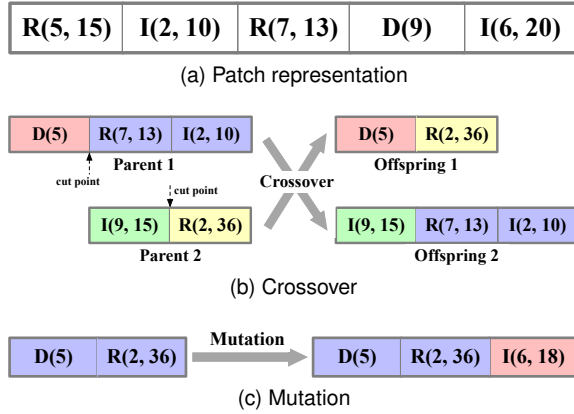 R(5, 15) I(2, 10) R(7, 13) D(9) I(6, 20)
(a) Patch representation
D(5) R(7, 13) I(2, 10)
Parent 1
cut point
D(5) R(2, 36)
Offspring 1
Crossover
cut point
I(9, 15) R(2, 36)
Parent 2
I(9, 15) R(7, 13) I(2, 10)
Offspring 2
(b) Crossover
D(5) R(2, 36)
Mutation
D(5) R(2, 36) I(6, 18)
(c) Mutation